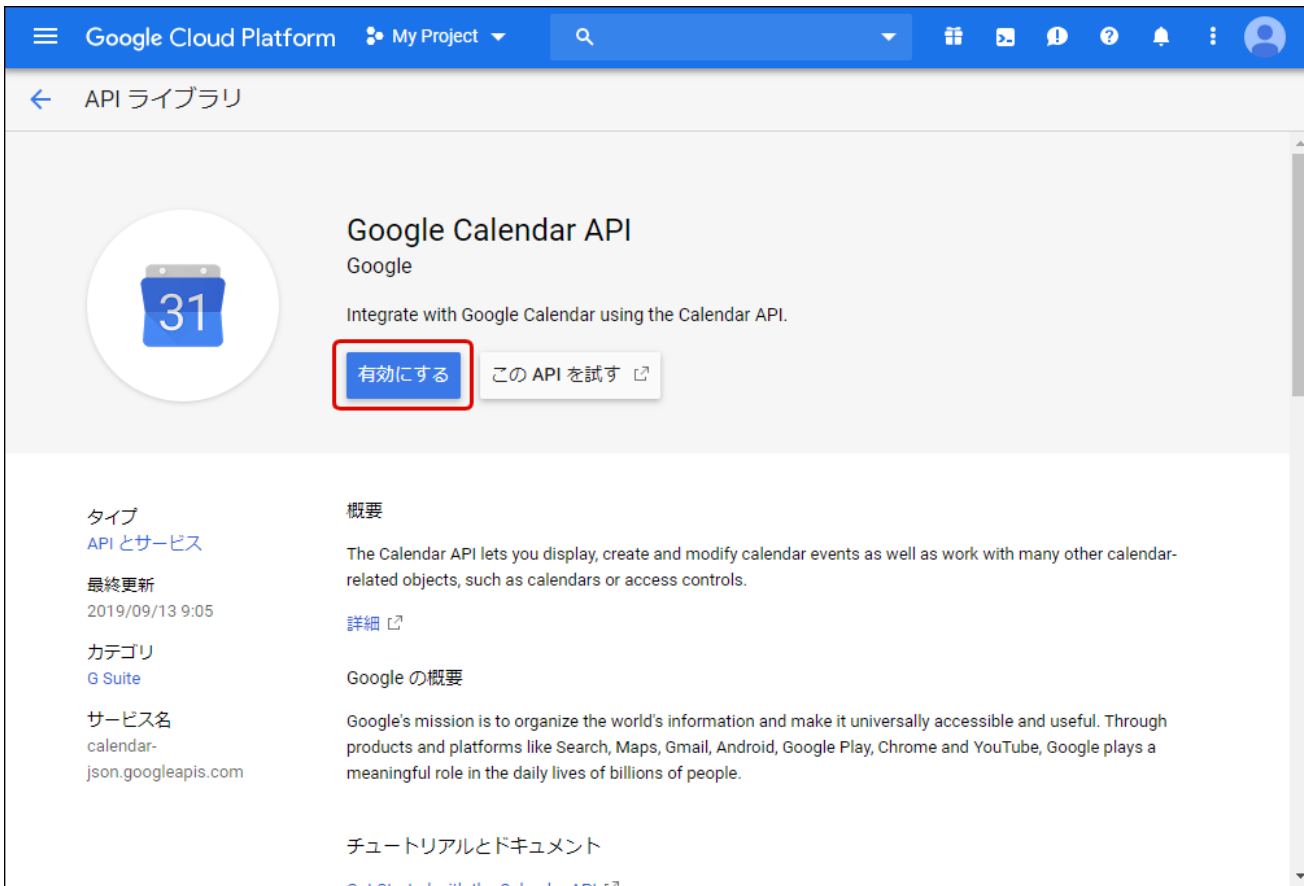 Google Cloud Platform My Project
API ライブラリ
31
Google Calendar API
Google
Integrate with Google Calendar using the Calendar API.
有効にする この API を試す
タイプ
API とサービス
最終更新
2019/09/13 9:05
カテゴリ
G Suite
サービス名
calendar-
json.googleapis.com
概要
The Calendar API lets you display, create and modify calendar events as well as work with many other calendar-
related objects, such as calendars or access controls.
詳細
Google の概要
Google's mission is to organize the world's information and make it universally accessible and useful. Through
products and platforms like Search, Maps, Gmail, Android, Google Play, Chrome and YouTube, Google plays a
meaningful role in the daily lives of billions of people.
チュートリアルとドキュメント